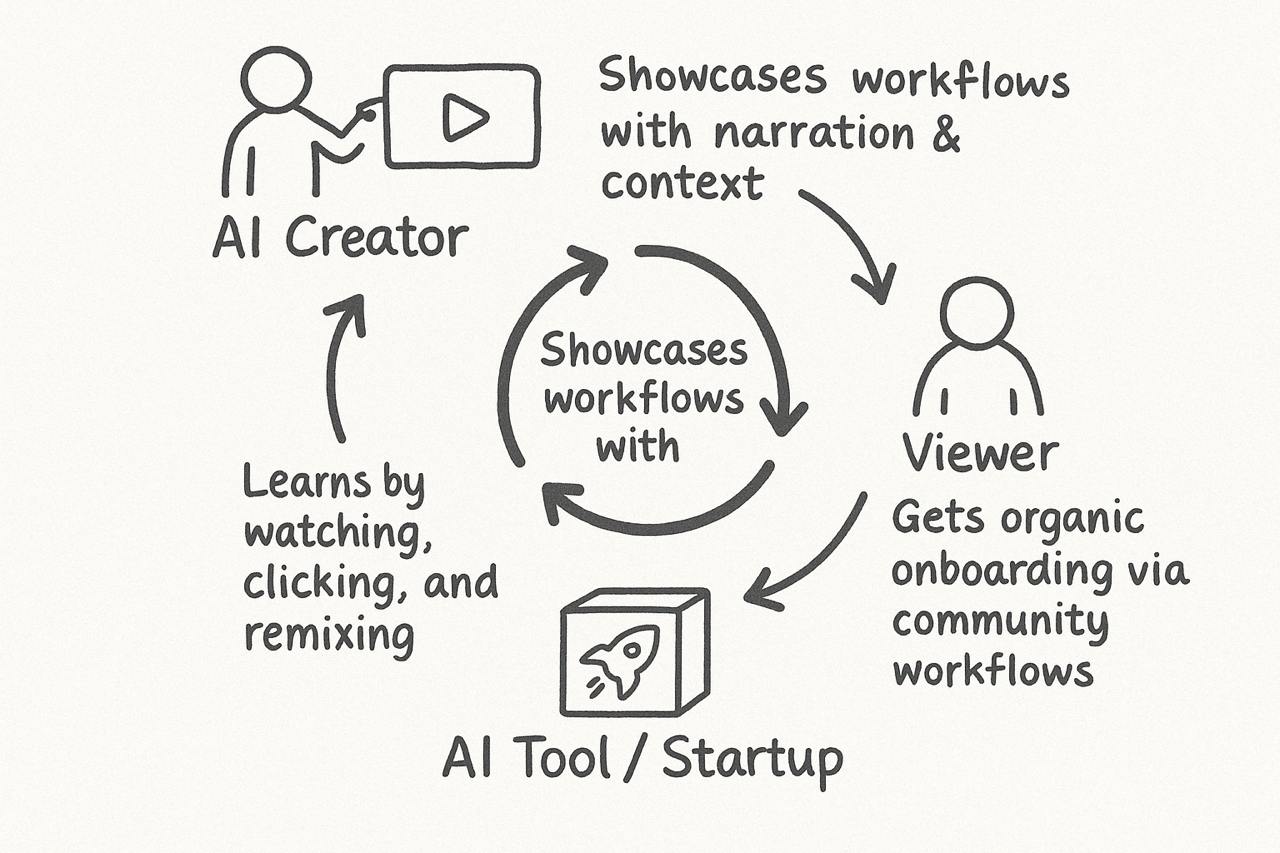 Showcases workflows
with narration &
context
AI Creator
Showcases
workflows
with
Viewer
Gets organic
onboarding via
community
workflows
Learns by
watching,
clicking, and
remixing
AI Tool / Startup